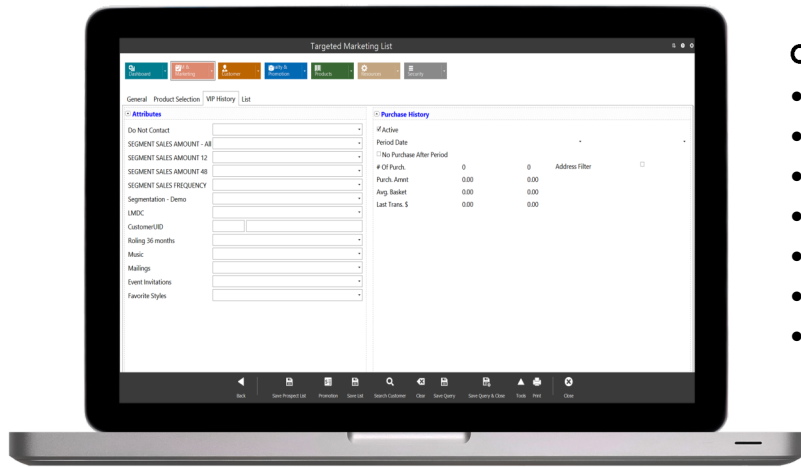 Targeted Marketing List
Dashboard
Marketing
Customer
Promotion
Products
Resources
Security
General Product Selection VIP History List
Attributes
Do Not Contact
SEGMENT SALES AMOUNT - All
SEGMENT SALES AMOUNT 12
SEGMENT SALES AMOUNT 48
SEGMENT SALES FREQUENCY
Segmentation - Demo
LMDC
CustomerUID
Roling 36 months
Music
Mailings
Event Invitations
Favorite Styles
Purchase History
Active
Period Date
No Purchase After Period
# Of Purch. 0 0 Address Filter
Purch. Amnt 0.00 0.00
Avg. Basket 0.00 0.00
Last Trans. $ 0.00 0.00
Back Save Prospect List Promotion Save List Search Customer Clear Save Query Save Query & Close Tools Print Close